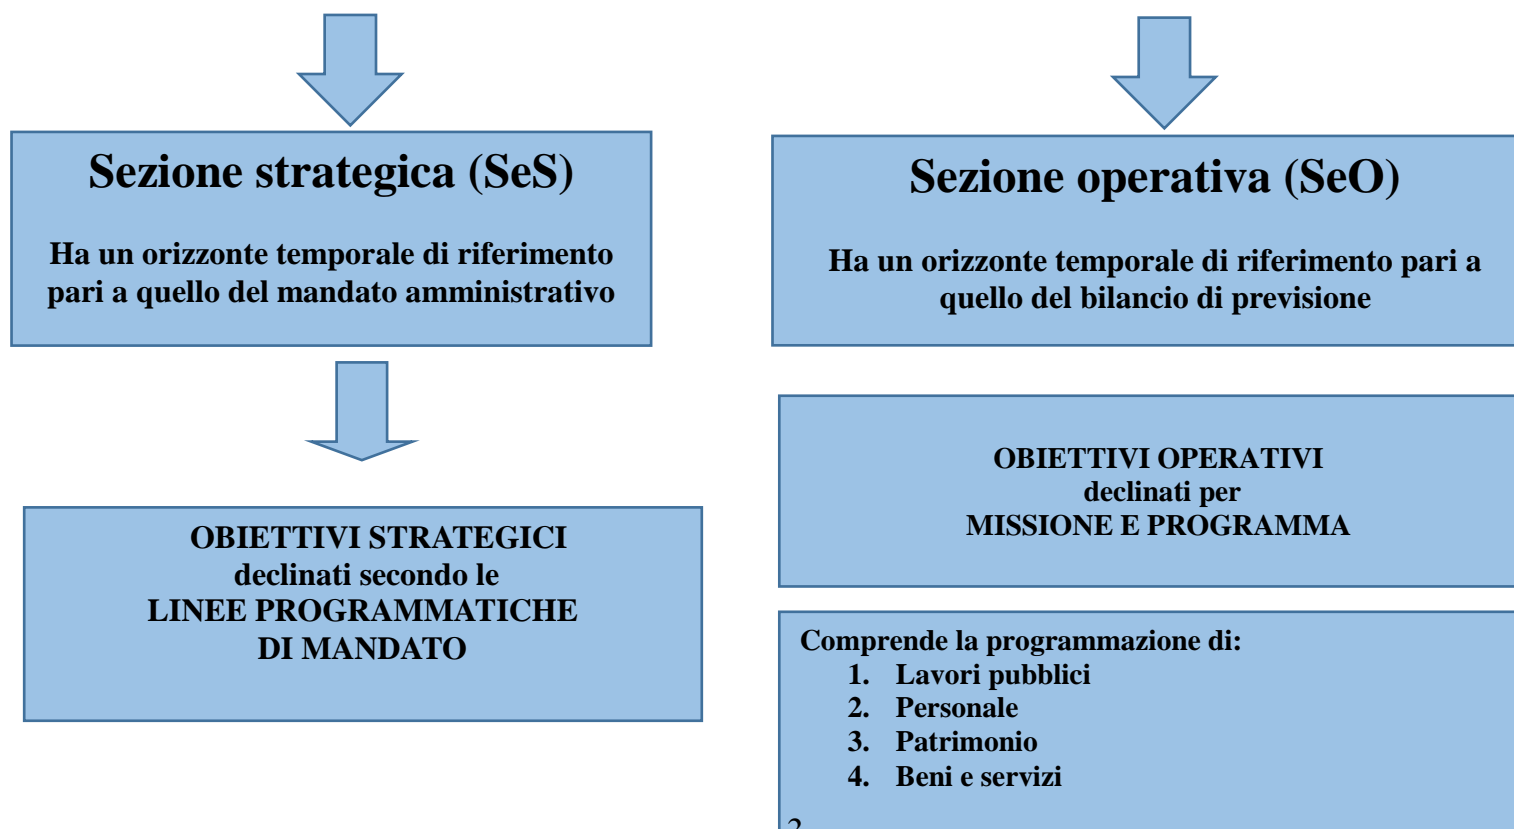 Sezione strategica (SeS)
Ha un orizzonte temporale di riferimento
pari a quello del mandato amministrativo
OBIETTIVI STRATEGICI
declinati secondo le
LINEE PROGRAMMATICHE
DI MANDATO
Sezione operativa (SeO)
Ha un orizzonte temporale di riferimento pari a
quello del bilancio di previsione
OBIETTIVI OPERATIVI
declinati per
MISSIONE E PROGRAMMA
Comprende la programmazione di:
1. Lavori pubblici
2. Personale
3. Patrimonio
4. Beni e servizi